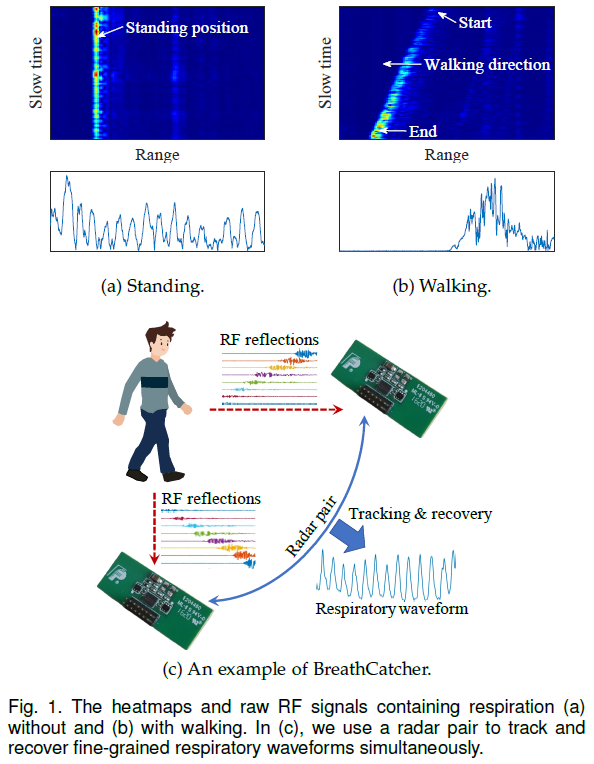 Slow time
Standing position
Range
Slow time
Start
Walking direction
End
Range
(a) Standing.
(b) Walking.
RF reflections
RF reflections
Radar pair
Tracking & recovery
Respiratory waveform
(c) An example of BreathCatcher.
Fig. 1. The heatmaps and raw RF signals containing respiration (a)
without and (b) with walking. In (c), we use a radar pair to track and
recover fine-grained respiratory waveforms simultaneously.